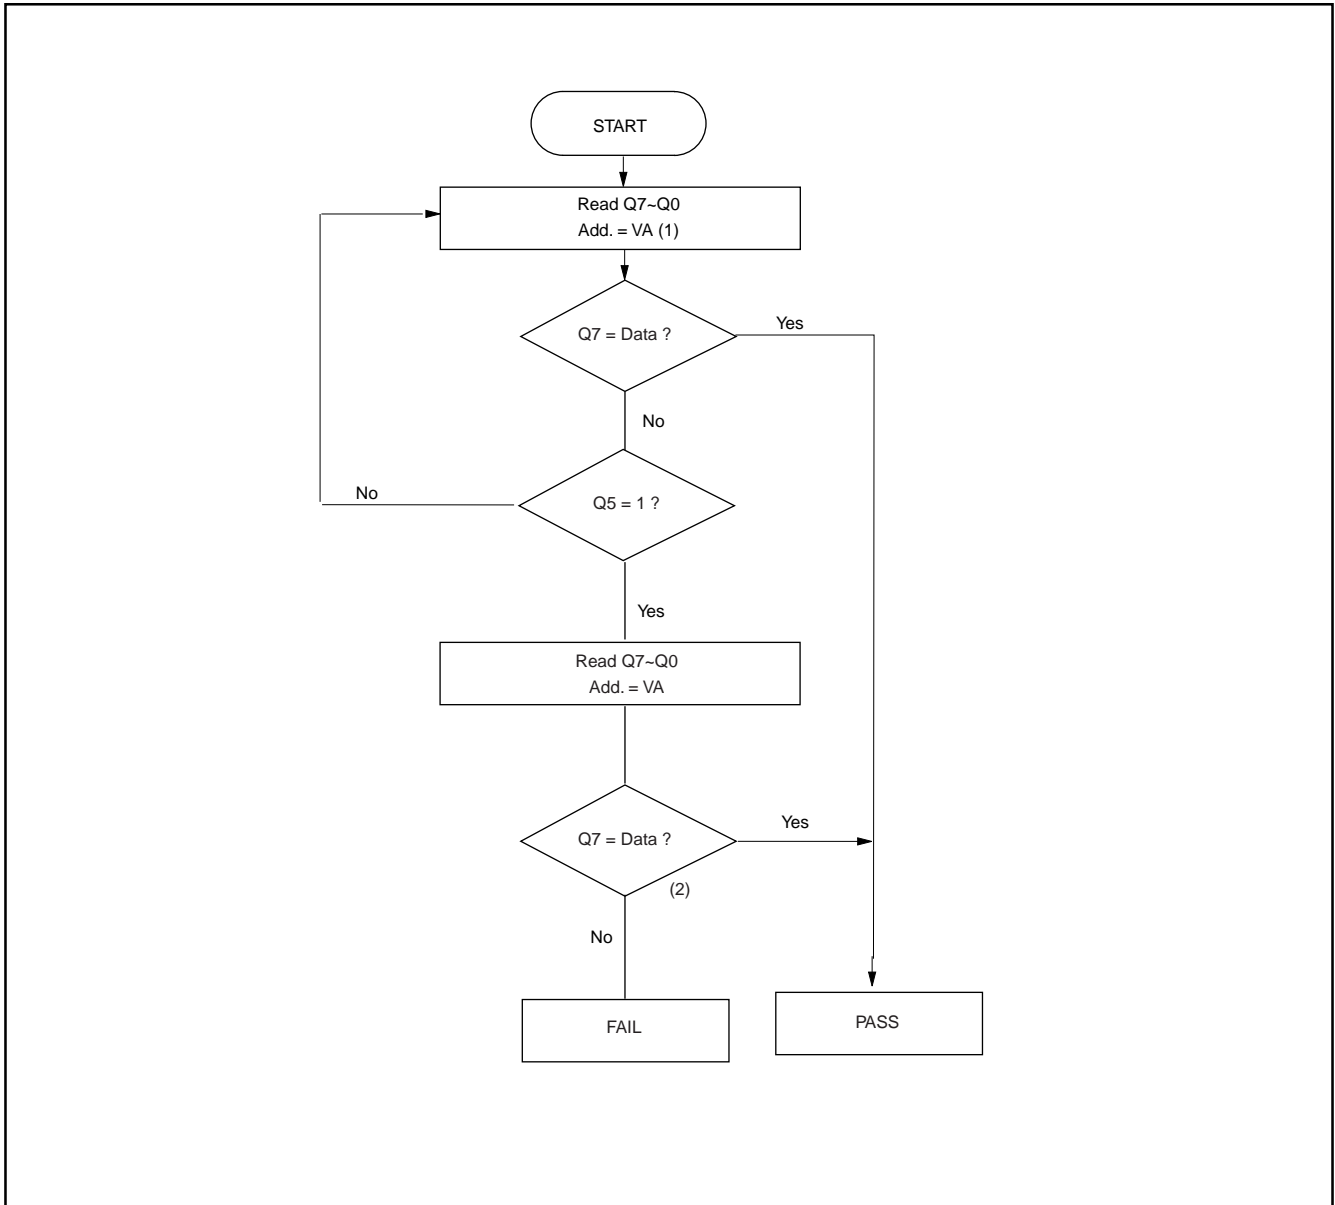 START
Read Q7~Q0
Add. = VA (1)
Q7 = Data ?
Yes
No
Q5 = 1 ?
No
Yes
Read Q7~Q0
Add. = VA
Q7 = Data ?
Yes
(2)
No
FAIL
PASS